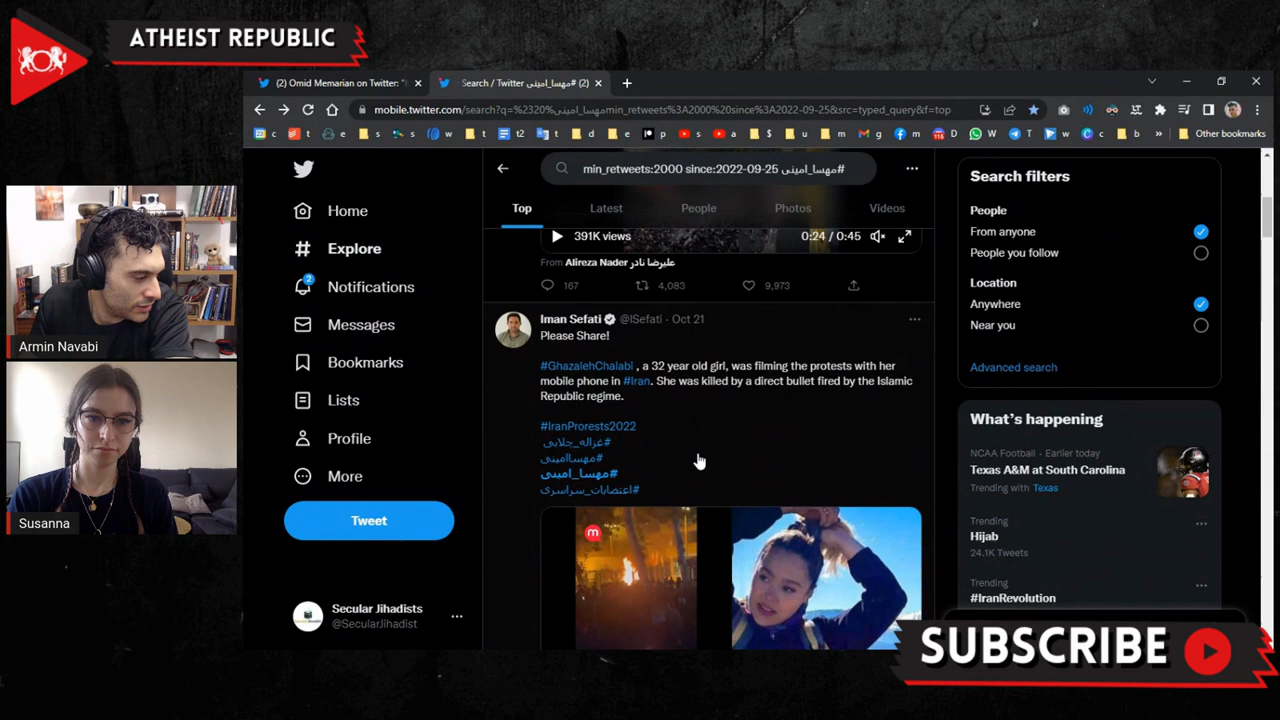 ATHEIST REPUBLIC
(2) Omid Memarian on Twitter: "
(2) #مهسا_امینی Search / Twitter
mobile.twitter.com/search?q=%2320%مهسا_امینیmin_retweets%3A2000%20since%3A2022-09-25&src=typed_query&f=top
Other bookmarks
min_retweets:2000 since:2022-09-25 #مهسا_امینی
Top Latest People Photos Videos
Home
Explore
2
Notifications
Messages
Bookmarks
Lists
Profile
More
Tweet
Secular Jihadists
@SecularJihadist
391K views 0:24 / 0:45
From Alireza Nader علیرضا نادر
167 4,083 9,973
Iman Sefati @ISefati · Oct 21
Please Share!
#GhazalehChalabi , a 32 year old girl, was filming the protests with her
mobile phone in #Iran. She was killed by a direct bullet fired by the Islamic
Republic regime.
#IranProrests2022
#غزاله_جلابی
#مهساامینی
#مهسا_امینی
#اعتصابات_سراسری
Search filters
People
From anyone
People you follow
Location
Anywhere
Near you
Advanced search
What's happening
NCAA Football · Earlier today
Texas A&M at South Carolina
Trending with Texas
Trending
Hijab
24.1K Tweets
Trending
#IranRevolution
Armin Navabi
Susanna
SUBSCRIBE